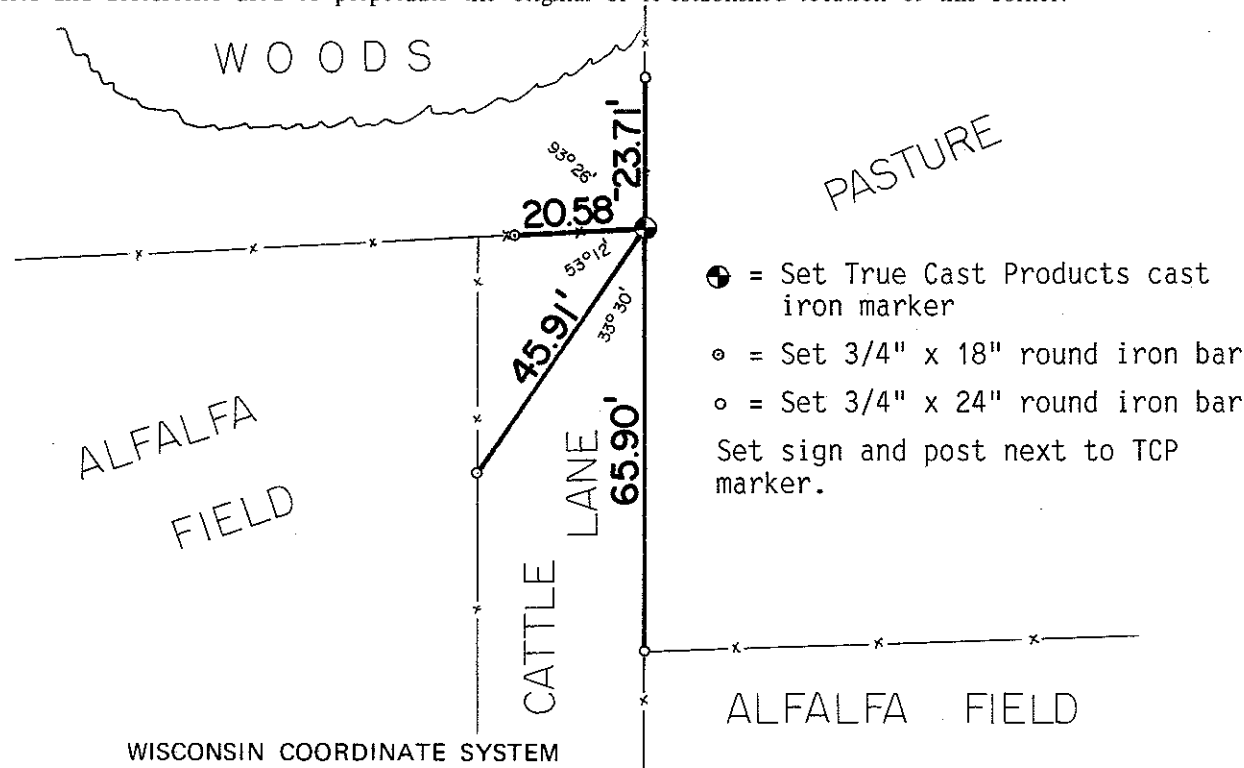 WOODS
PASTURE
23.71'
93°26'
20.58'
53°12'
33°30'
45.91'
65.90'
= Set True Cast Products cast
iron marker
= Set 3/4" x 18" round iron bar
= Set 3/4" x 24" round iron bar
Set sign and post next to TCP
marker.
ALFALFA
FIELD
CATTLE
LANE
ALFALFA FIELD
WISCONSIN COORDINATE SYSTEM